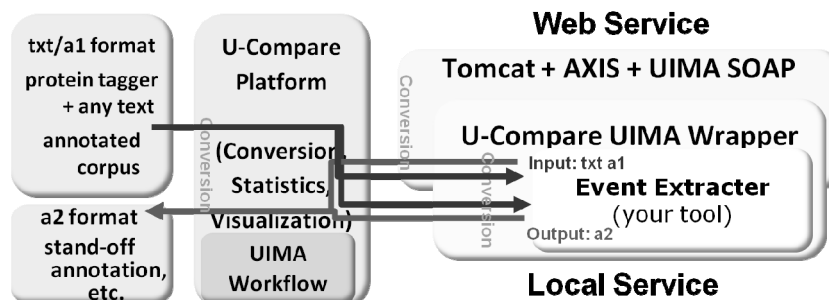 txt/a1 format
protein tagger
+ any text
annotated
corpus
a2 format
stand-off
annotation,
etc.
U-Compare
Platform
Conversion
(Conversion,
Statistics,
Visualization)
UIMA
Workflow
Web Service
Tomcat + AXIS + UIMA SOAP
Conversion
U-Compare UIMA Wrapper
Conversion
Input: txt a1
Event Extracter
(your tool)
Output: a2
Local Service